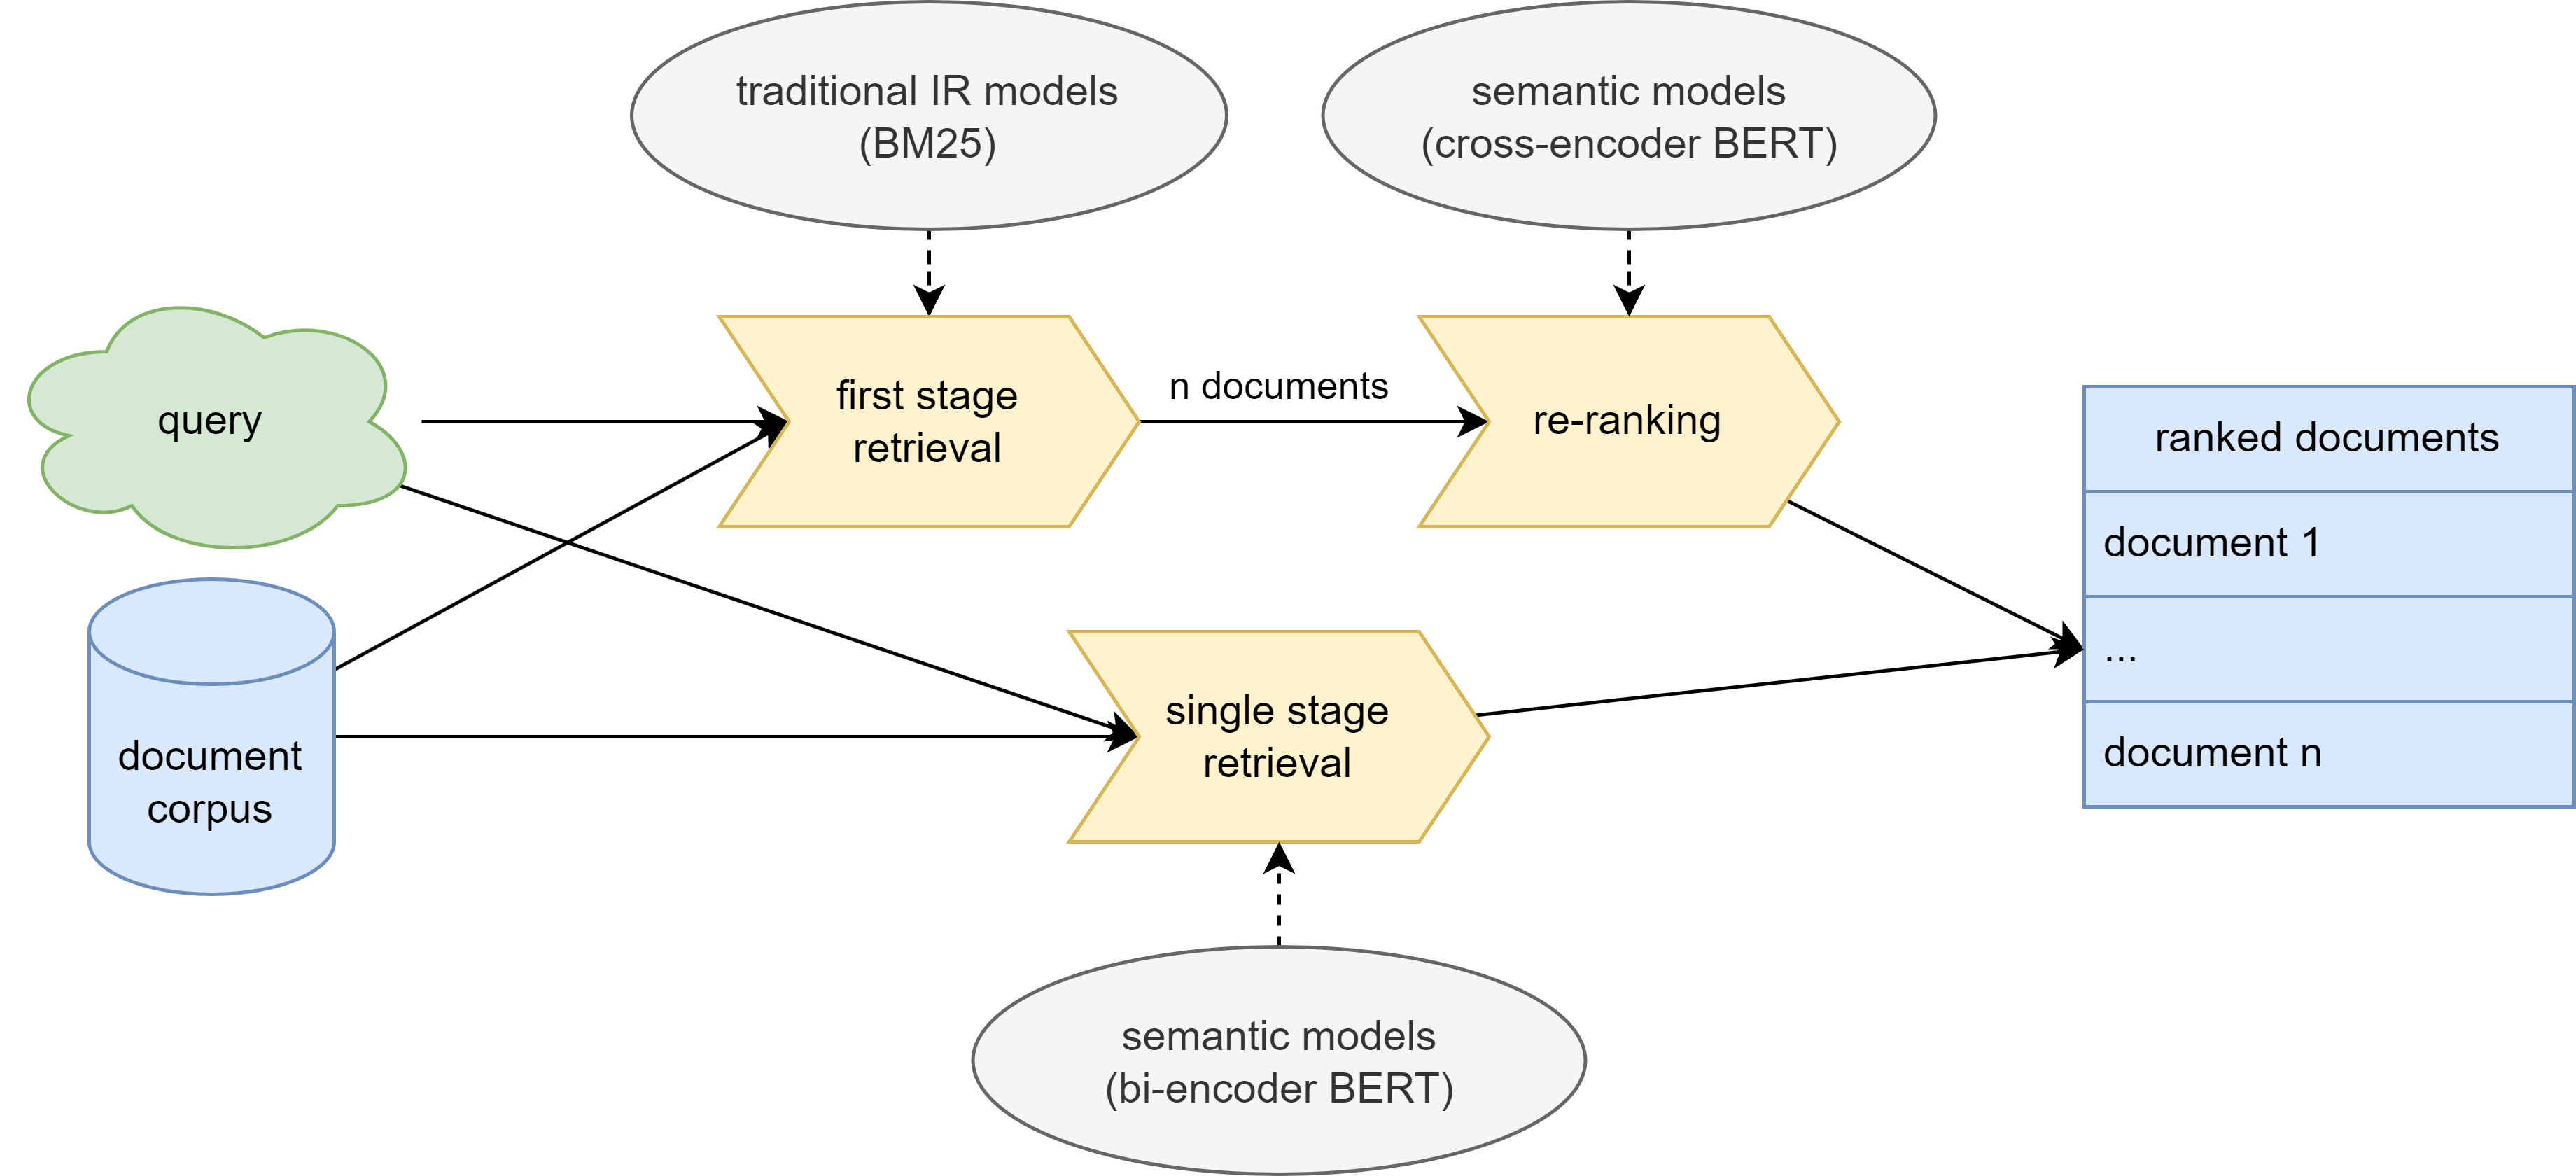 traditional IR models
(BM25)
semantic models
(cross-encoder BERT)
query
first stage
retrieval
n documents
re-ranking
ranked documents
document 1
...
document n
document
corpus
single stage
retrieval
semantic models
(bi-encoder BERT)